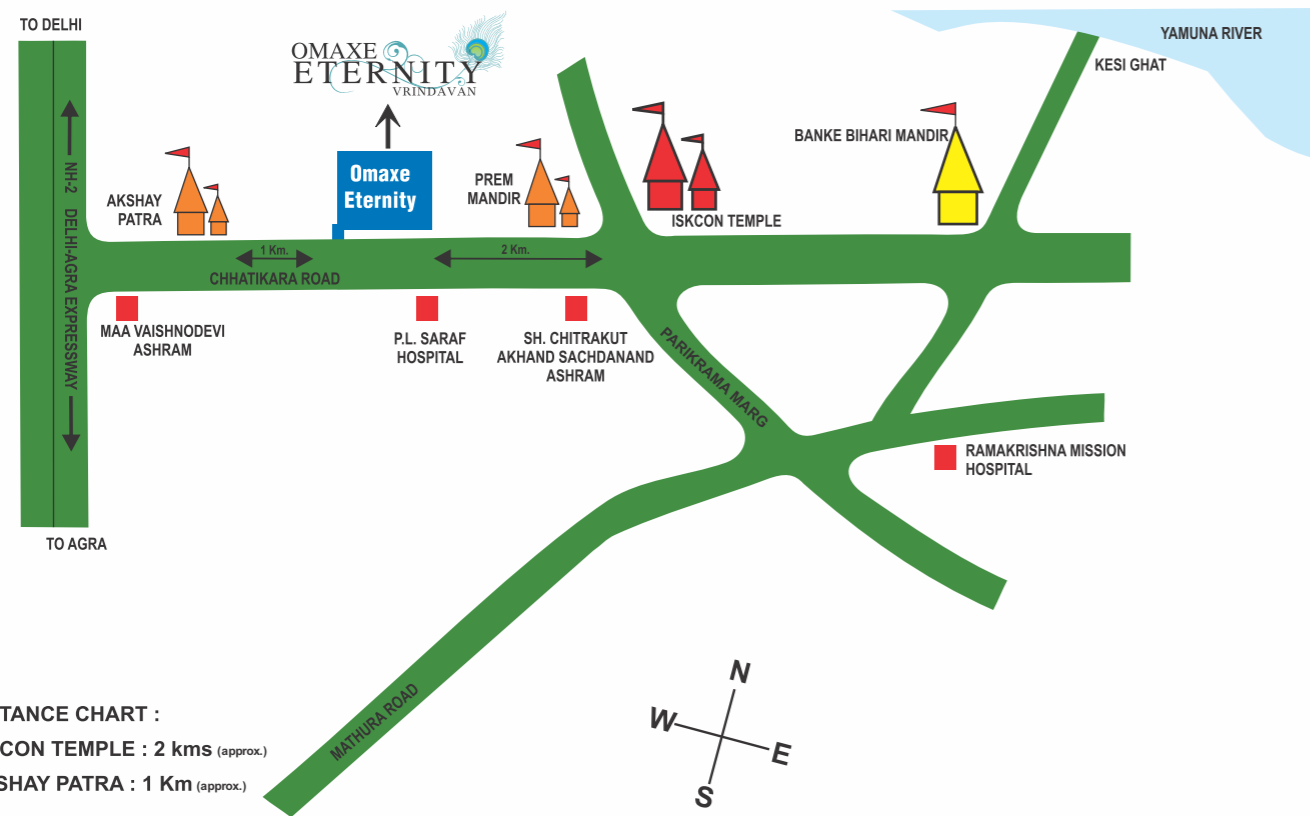 TO DELHI
OMAXE
ETERNITY
VRINDAVAN
YAMUNA RIVER
KESI GHAT
BANKE BIHARI MANDIR
Omaxe
Eternity
PREM
MANDIR
AKSHAY
PATRA
ISKCON TEMPLE
NH-2 DELHI-AGRA EXPRESSWAY
1 Km.
2 Km.
CHHATIKARA ROAD
MAA VAISHNODEVI
ASHRAM
P.L. SARAF
HOSPITAL
SH. CHITRAKUT
AKHAND SACHDANAND
ASHRAM
PARIKRAMA MARG
RAMAKRISHNA MISSION
HOSPITAL
TO AGRA
MATHURA ROAD
N
W
E
S
TANCE CHART :
CON TEMPLE : 2 kms (approx.)
SHAY PATRA : 1 Km (approx.)